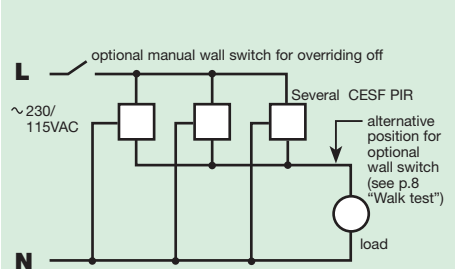 optional manual wall switch for overriding off
L
Several CESF PIR
~ 230/
115VAC
alternative
position for
optional
wall switch
(see p.8
“Walk test”)
load
N